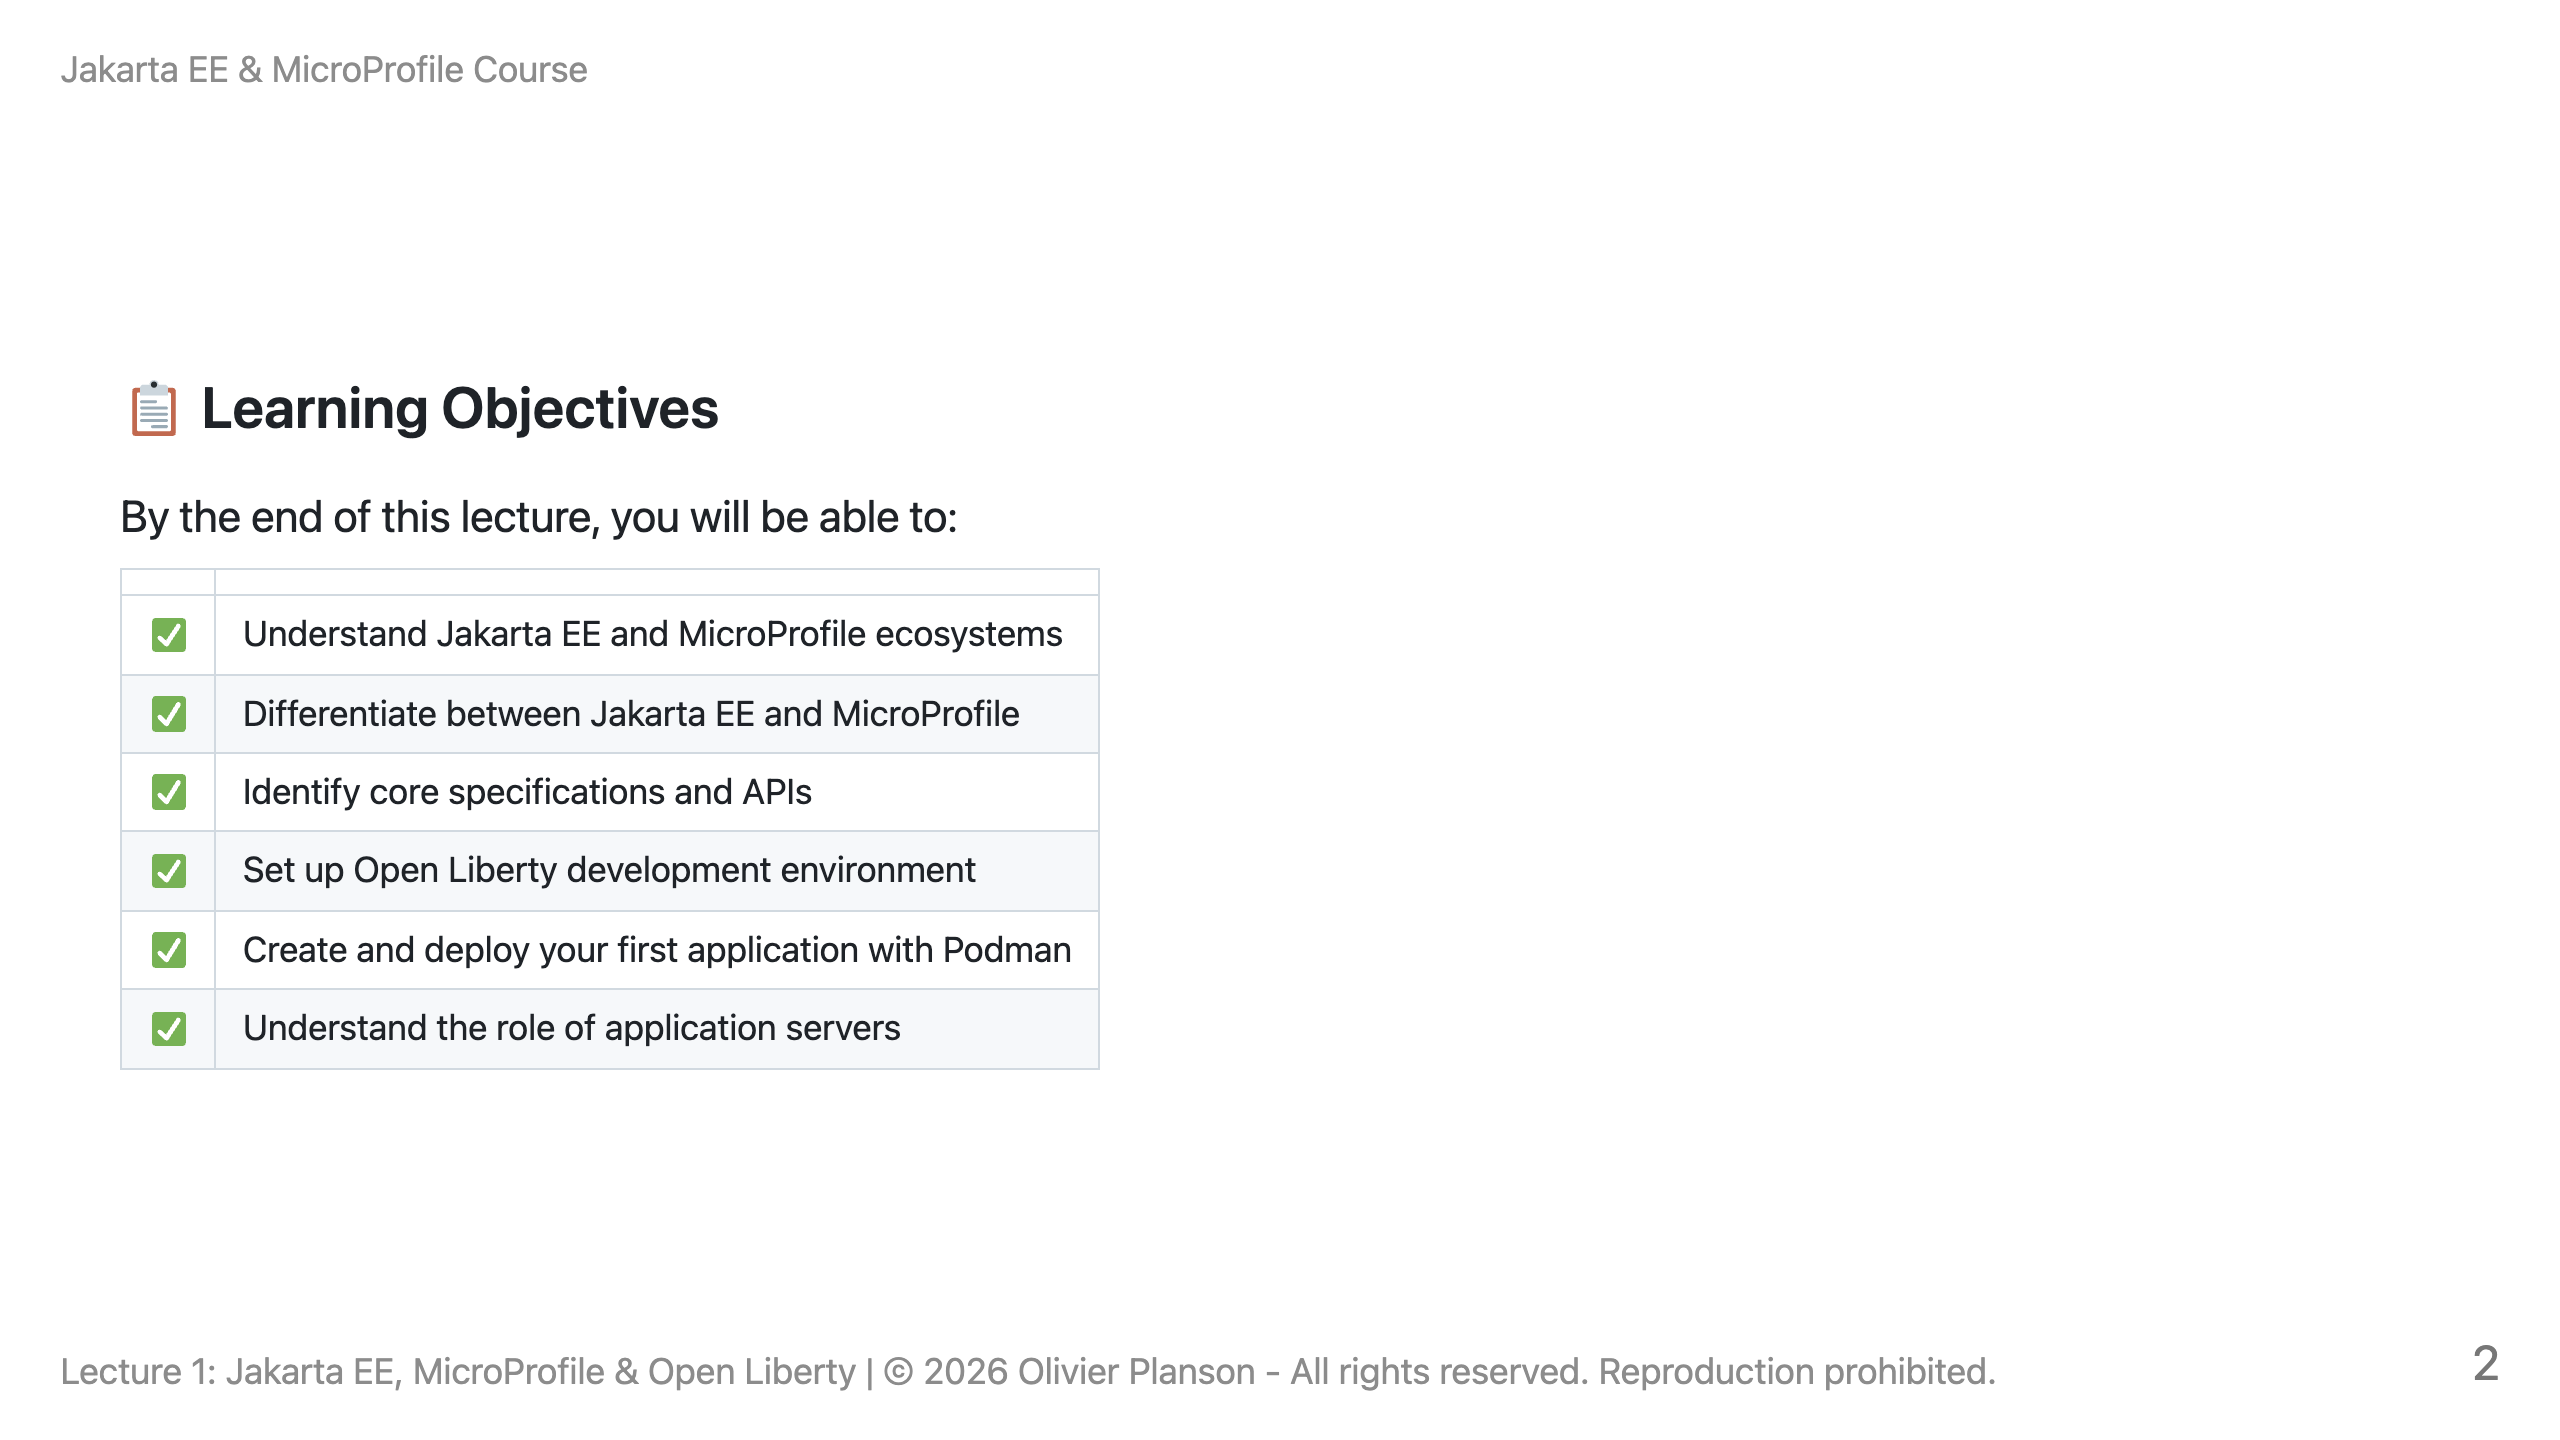 Jakarta EE & MicroProfile Course
📋 Learning Objectives
By the end of this lecture, you will be able to:
✅ Understand Jakarta EE and MicroProfile ecosystems
✅ Differentiate between Jakarta EE and MicroProfile
✅ Identify core specifications and APIs
✅ Set up Open Liberty development environment
✅ Create and deploy your first application with Podman
✅ Understand the role of application servers
Lecture 1: Jakarta EE, MicroProfile & Open Liberty | © 2026 Olivier Planson - All rights reserved. Reproduction prohibited.
2